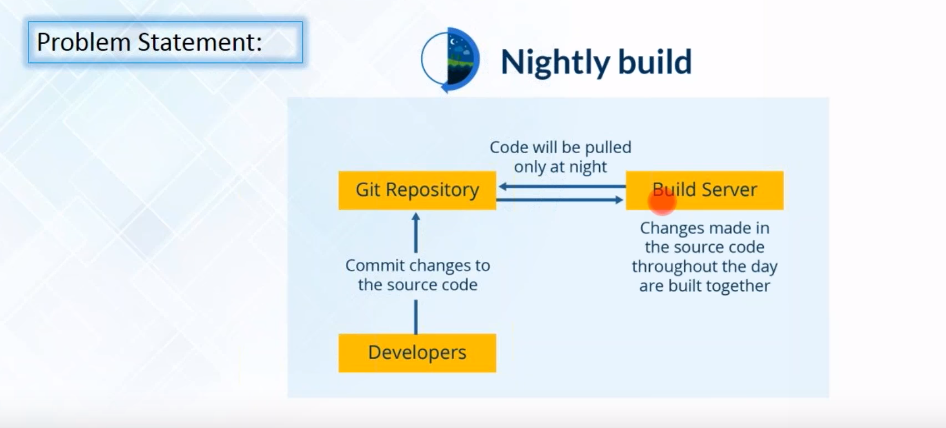 Problem Statement:
Nightly build
Code will be pulled
only at night
Git Repository
Build Server
Changes made in
the source code
throughout the day
are built together
Commit changes to
the source code
Developers